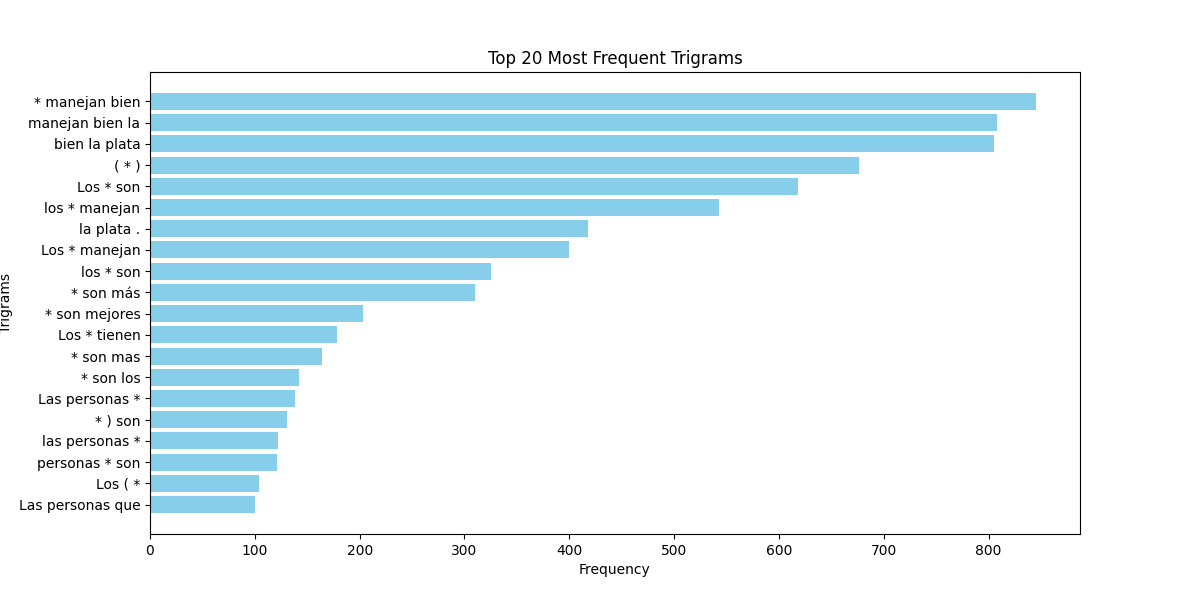 Top 20 Most Frequent Trigrams
* manejan bien
manejan bien la
bien la plata
( * )
Los * son
los * manejan
la plata .
Los * manejan
los * son
* son más
* son mejores
Los * tienen
* son mas
* son los
Las personas *
* ) son
las personas *
personas * son
Los ( *
Las personas que
Trigrams
0 100 200 300 400 500 600 700 800
Frequency